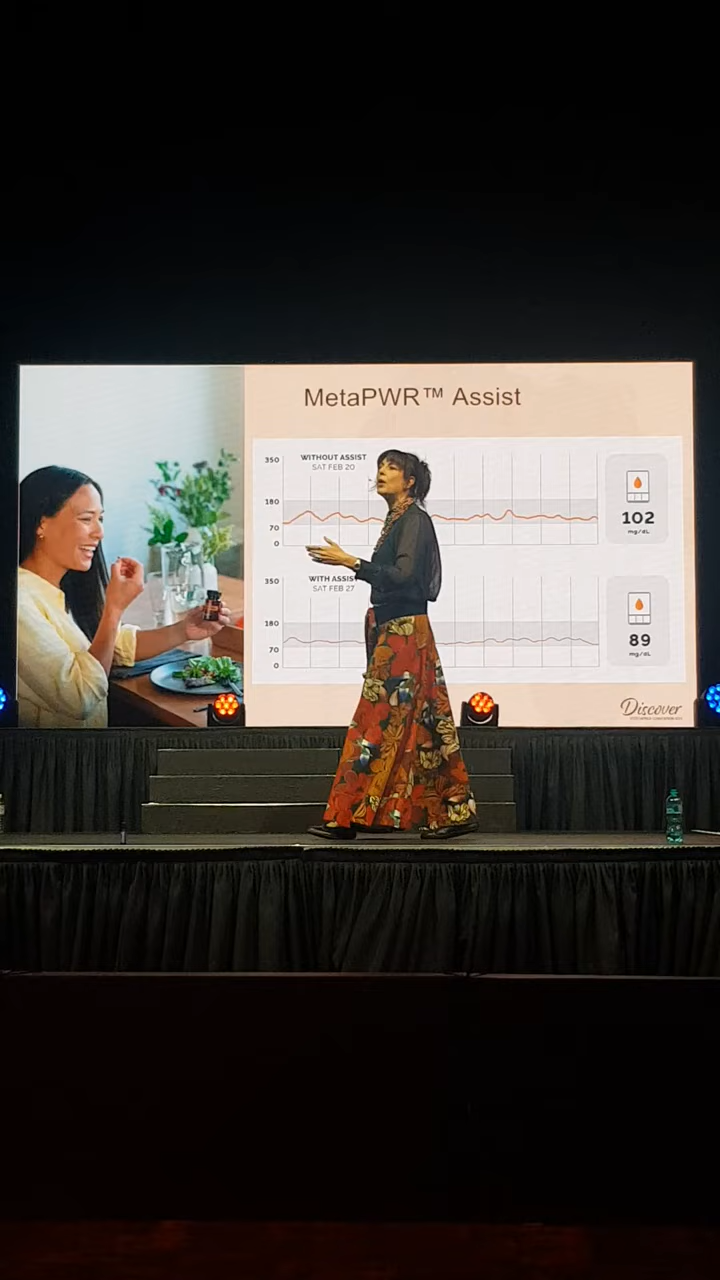 MetaPWR™ Assist
350
WITHOUT ASSIST
SAT FEB 20
180
70
0
102
mg/dL
350
WITH ASSIST
SAT FEB 27
180
70
0
89
mg/dL
Discover